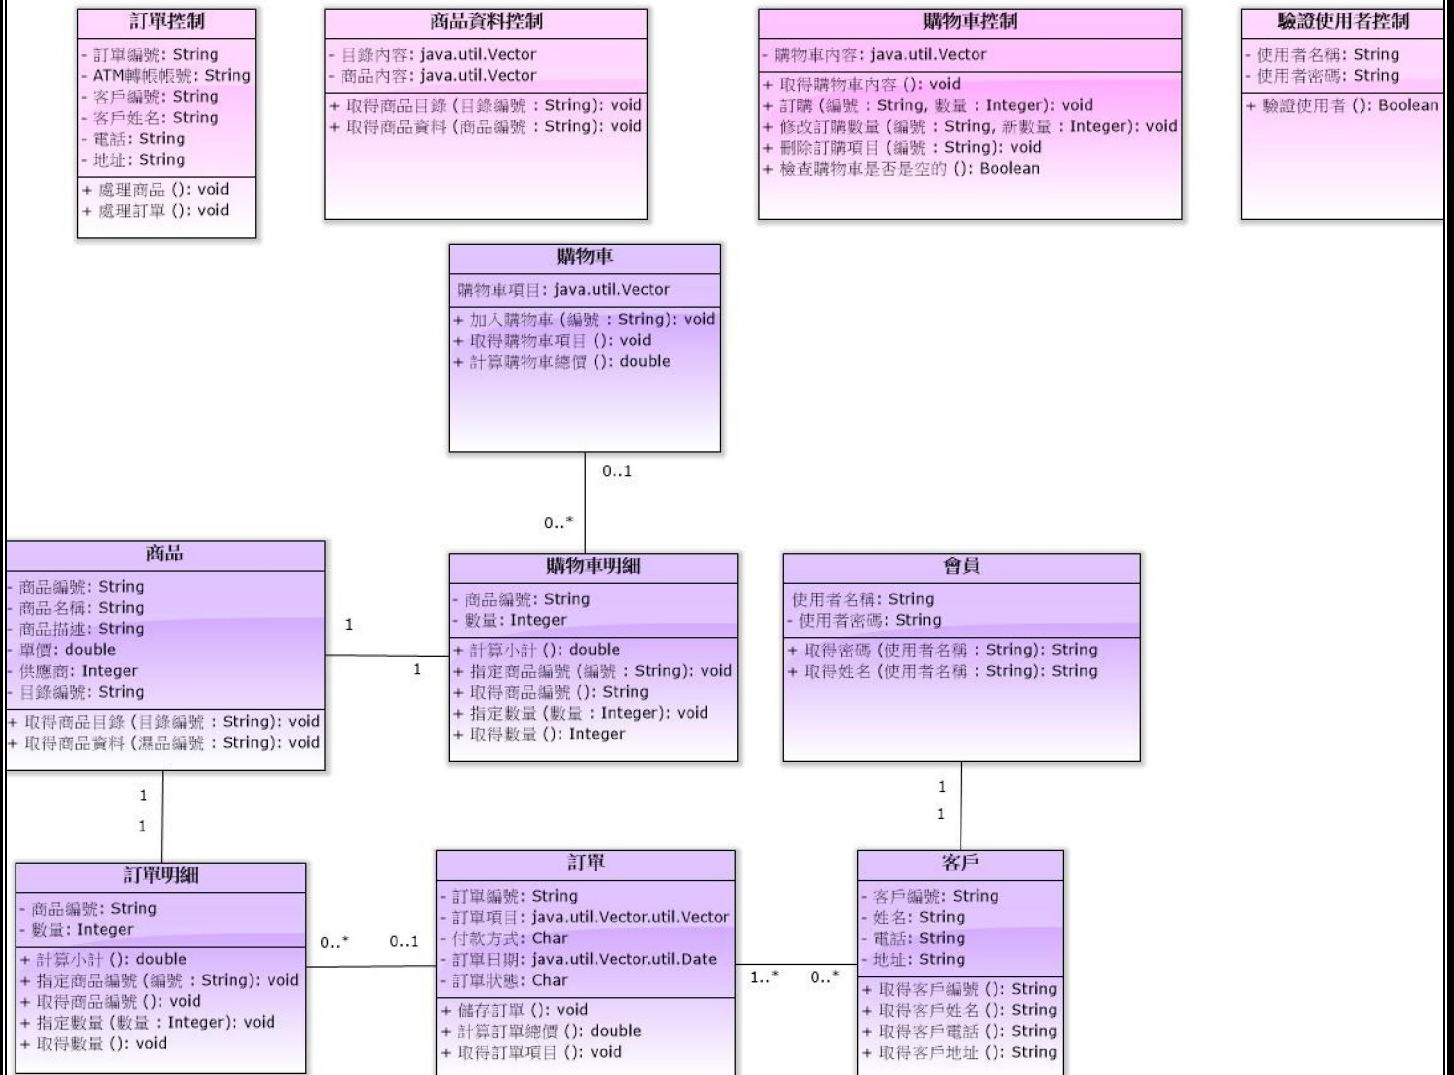 訂單控制
- 訂單編號: String
- ATM轉帳帳號: String
- 客戶編號: String
- 客戶姓名: String
- 電話: String
- 地址: String
+ 處理商品 (): void
+ 處理訂單 (): void
商品資料控制
- 目錄內容: java.util.Vector
- 商品內容: java.util.Vector
+ 取得商品目錄 (目錄編號 : String): void
+ 取得商品資料 (商品編號 : String): void
購物車控制
- 購物車內容: java.util.Vector
+ 取得購物車內容 (): void
+ 訂購 (編號 : String, 數量 : Integer): void
+ 修改訂購數量 (編號 : String, 新數量 : Integer): void
+ 刪除訂購項目 (編號 : String): void
+ 檢查購物車是否是空的 (): Boolean
驗證使用者控制
- 使用者名稱: String
- 使用者密碼: String
+ 驗證使用者 (): Boolean
購物車
購物車項目: java.util.Vector
+ 加入購物車 (編號 : String): void
+ 取得購物車項目 (): void
+ 計算購物車總價 (): double
0..1
0..*
商品
- 商品編號: String
- 商品名稱: String
- 商品描述: String
- 單價: double
- 供應商: Integer
- 目錄編號: String
+ 取得商品目錄 (目錄編號 : String): void
+ 取得商品資料 (濕品編號 : String): void
1
1
購物車明細
- 商品編號: String
- 數量: Integer
+ 計算小計 (): double
+ 指定商品編號 (編號 : String): void
+ 取得商品編號 (): String
+ 指定數量 (數量 : Integer): void
+ 取得數量 (): Integer
會員
使用者名稱: String
- 使用者密碼: String
+ 取得密碼 (使用者名稱 : String): String
+ 取得姓名 (使用者名稱 : String): String
1
1
1
1
訂單明細
- 商品編號: String
- 數量: Integer
+ 計算小計 (): double
+ 指定商品編號 (編號 : String): void
+ 取得商品編號 (): void
+ 指定數量 (數量 : Integer): void
+ 取得數量 (): void
0..*
0..1
訂單
- 訂單編號: String
- 訂單項目: java.util.Vector.util.Vector
- 付款方式: Char
- 訂單日期: java.util.Vector.util.Date
- 訂單狀態: Char
+ 儲存訂單 (): void
+ 計算訂單總價 (): double
+ 取得訂單項目 (): void
1..*
0..*
客戶
- 客戶編號: String
- 姓名: String
- 電話: String
- 地址: String
+ 取得客戶編號 (): String
+ 取得客戶姓名 (): String
+ 取得客戶電話 (): String
+ 取得客戶地址 (): String